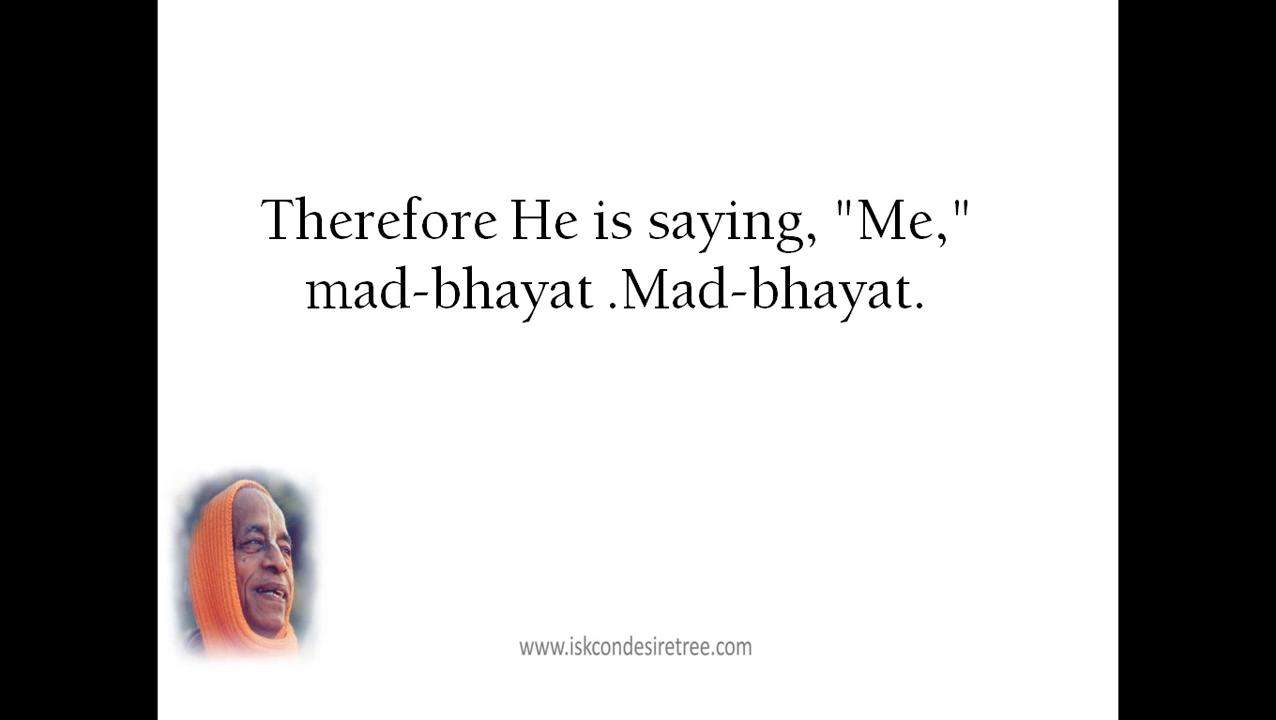 Therefore He is saying, "Me,"
mad-bhayat .Mad-bhayat.
www.iskcondesiretree.com